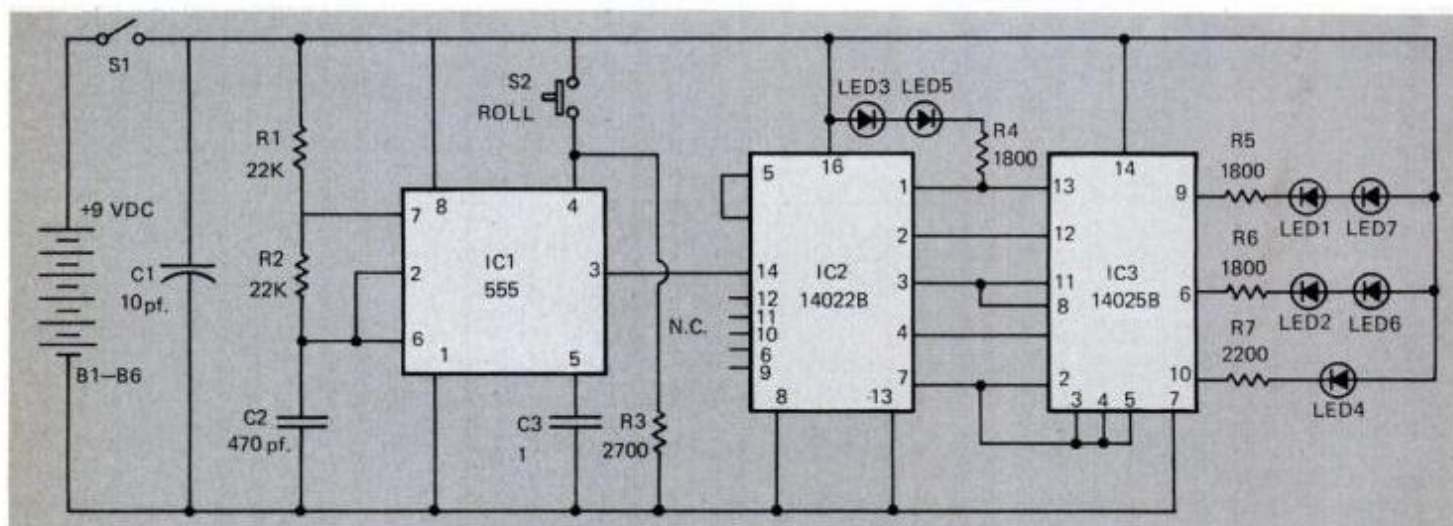 S1
+9 VDC
B1–B6
C1
10 pf.
R1
22K
R2
22K
C2
470 pf.
7
8
4
2
IC1
555
3
6
1
5
S2
ROLL
C3
1
R3
2700
N.C.
LED3 LED5
R4
1800
5
16
1
2
14
IC2
14022B
3
12
11
10
6
9
4
7
8
-13
13
14
9
12
11
8
IC3
14025B
6
2
10
3
4
5
7
R5
1800
LED1 LED7
R6
1800
LED2 LED6
R7
2200
LED4